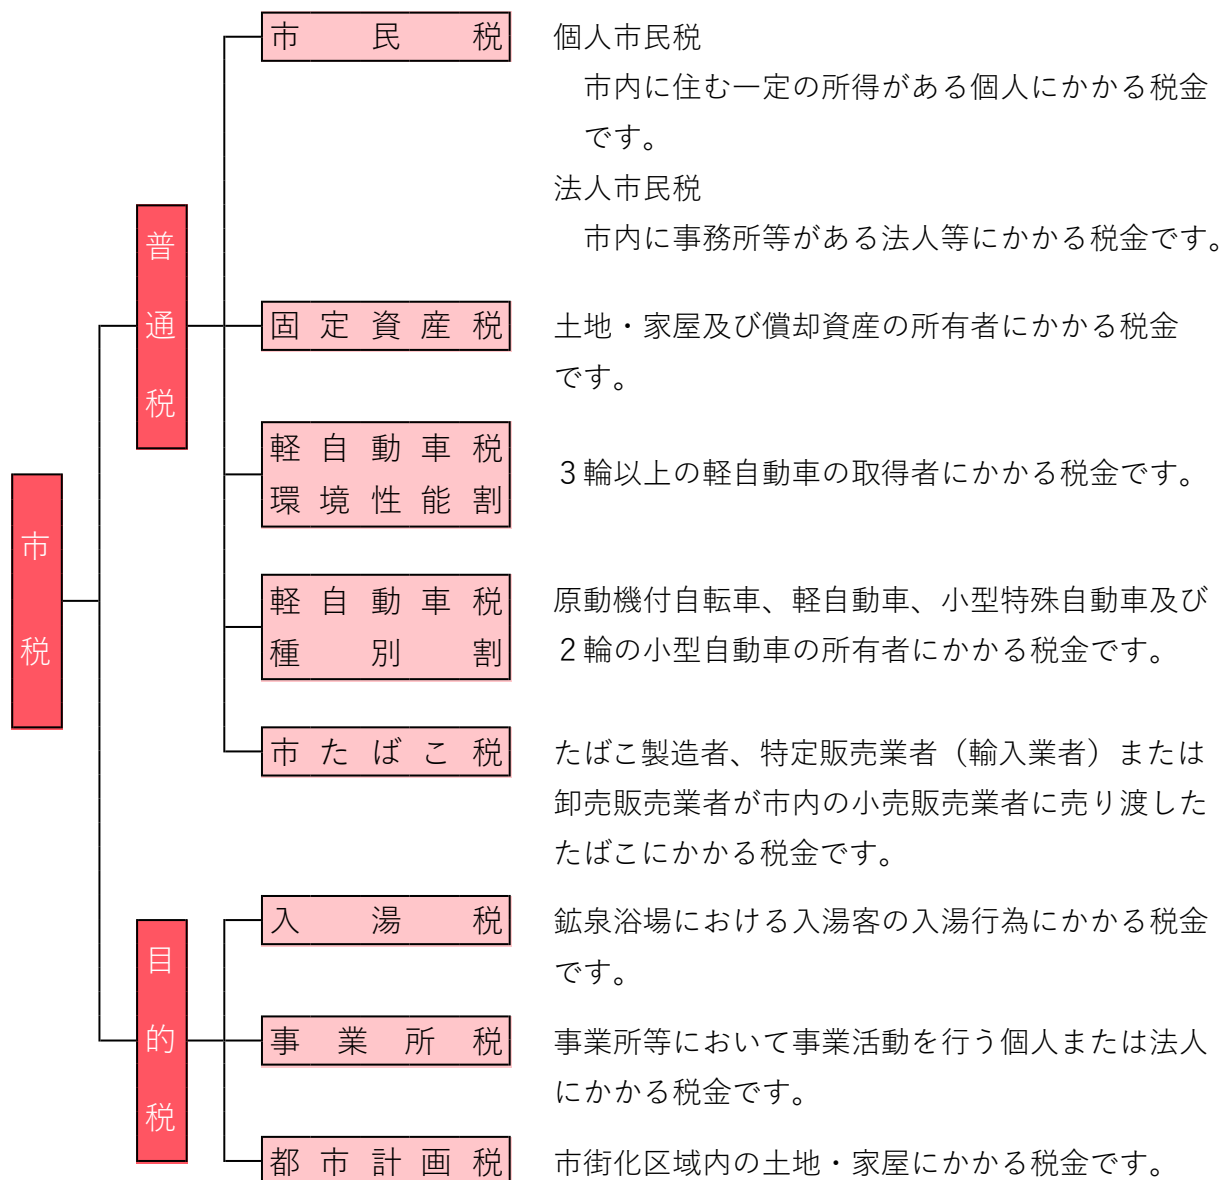 市税
普通税
市民税
個人市民税
市内に住む一定の所得がある個人にかかる税金
です。
法人市民税
市内に事務所等がある法人等にかかる税金です。
固定資産税
土地・家屋及び償却資産の所有者にかかる税金
です。
軽自動車税
環境性能割
３輪以上の軽自動車の取得者にかかる税金です。
軽自動車税
種別割
原動機付自転車、軽自動車、小型特殊自動車及び
２輪の小型自動車の所有者にかかる税金です。
市たばこ税
たばこ製造者、特定販売業者（輸入業者）または
卸売販売業者が市内の小売販売業者に売り渡した
たばこにかかる税金です。
目的税
入湯税
鉱泉浴場における入湯客の入湯行為にかかる税金
です。
事業所税
事業所等において事業活動を行う個人または法人
にかかる税金です。
都市計画税
市街化区域内の土地・家屋にかかる税金です。